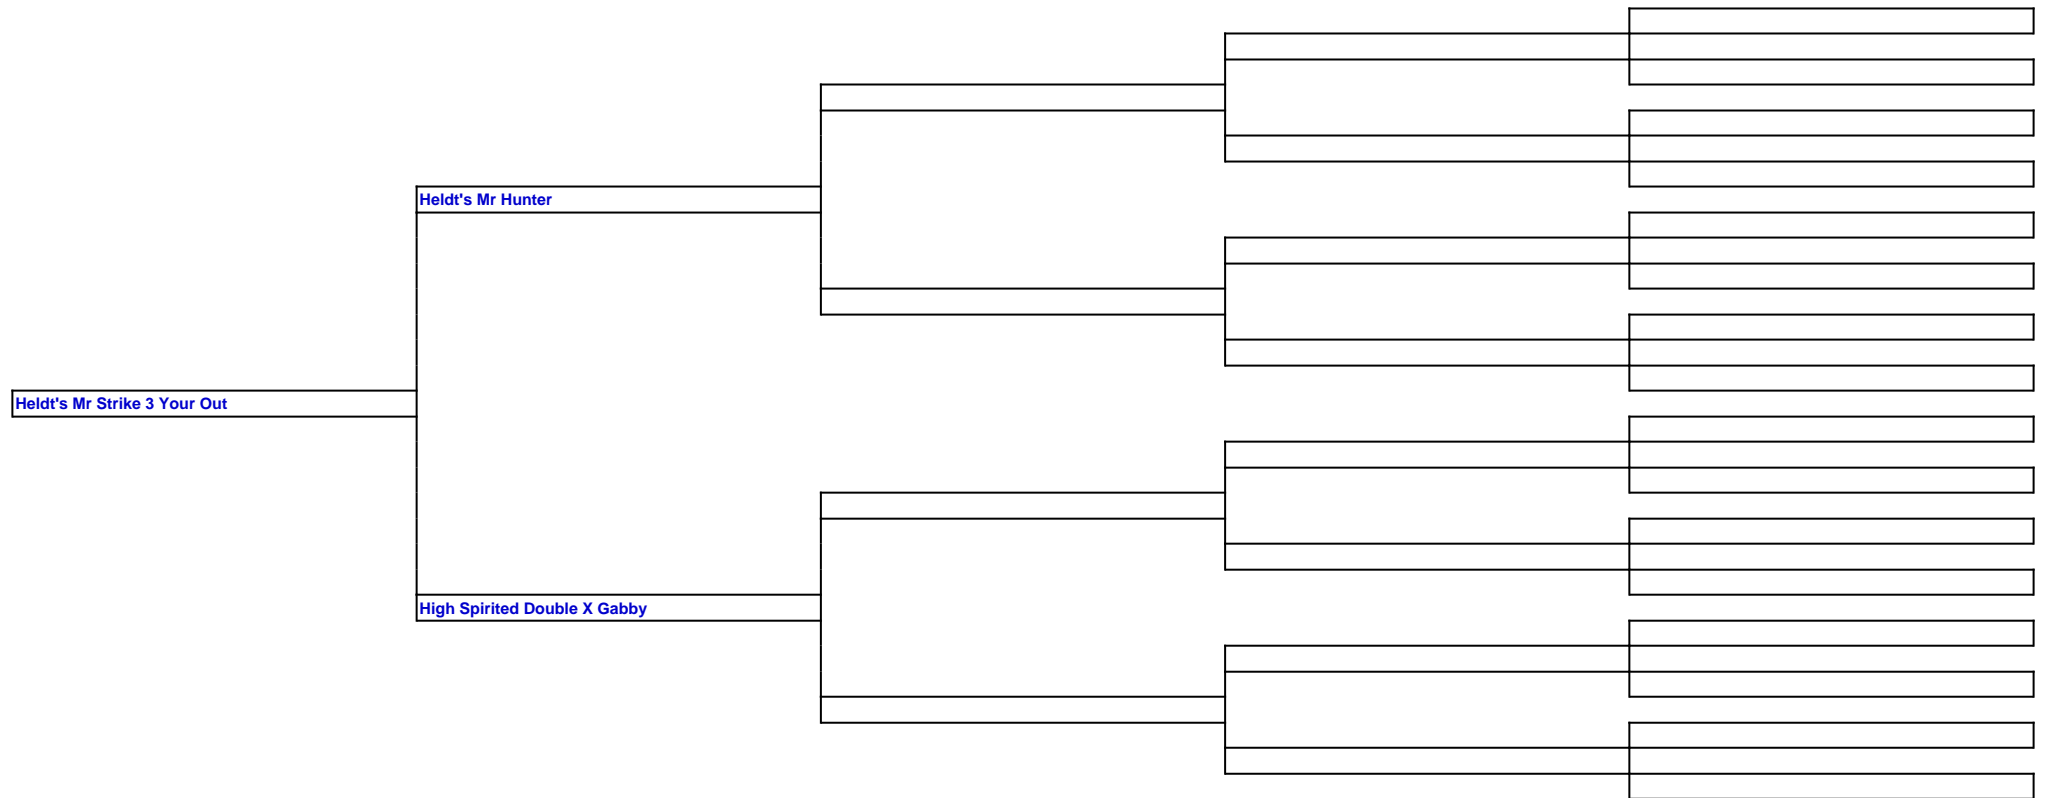 Heldt's Mr Hunter
Heldt's Mr Strike 3 Your Out
High Spirited Double X Gabby